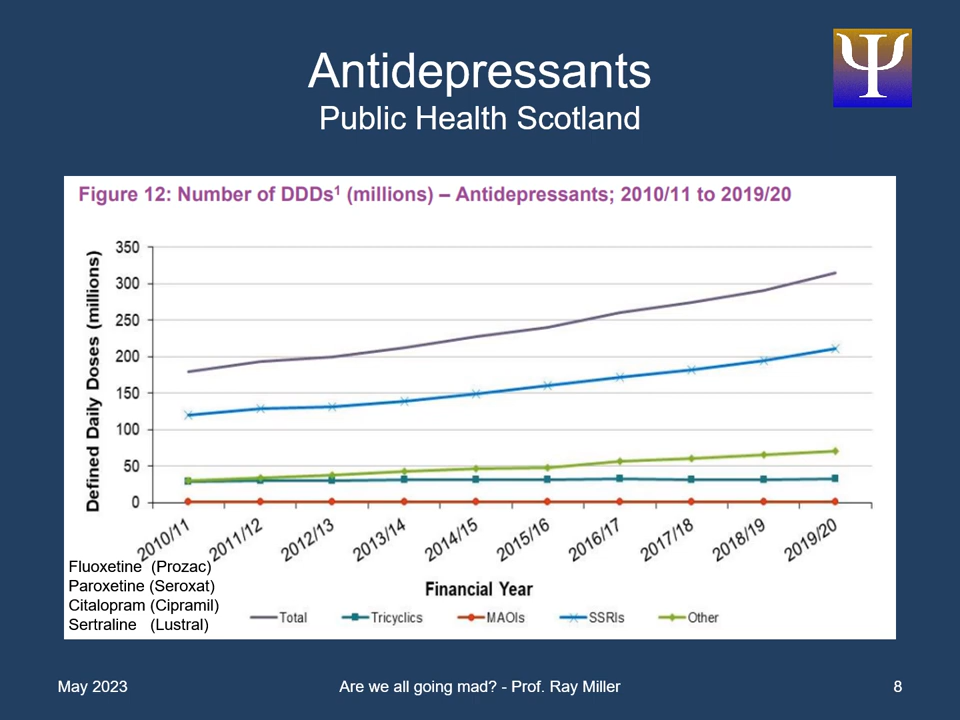 Antidepressants
Public Health Scotland
Ψ
Figure 12: Number of DDDs¹ (millions) – Antidepressants; 2010/11 to 2019/20
Defined Daily Doses (millions)
350
300
250
200
150
100
50
0
2010/11 2011/12 2012/13 2013/14 2014/15 2015/16 2016/17 2017/18 2018/19 2019/20
Financial Year
Fluoxetine (Prozac)
Paroxetine (Seroxat)
Citalopram (Cipramil)
Sertraline (Lustral)
Total Tricyclics MAOIs SSRIs Other
May 2023 Are we all going mad? - Prof. Ray Miller 8